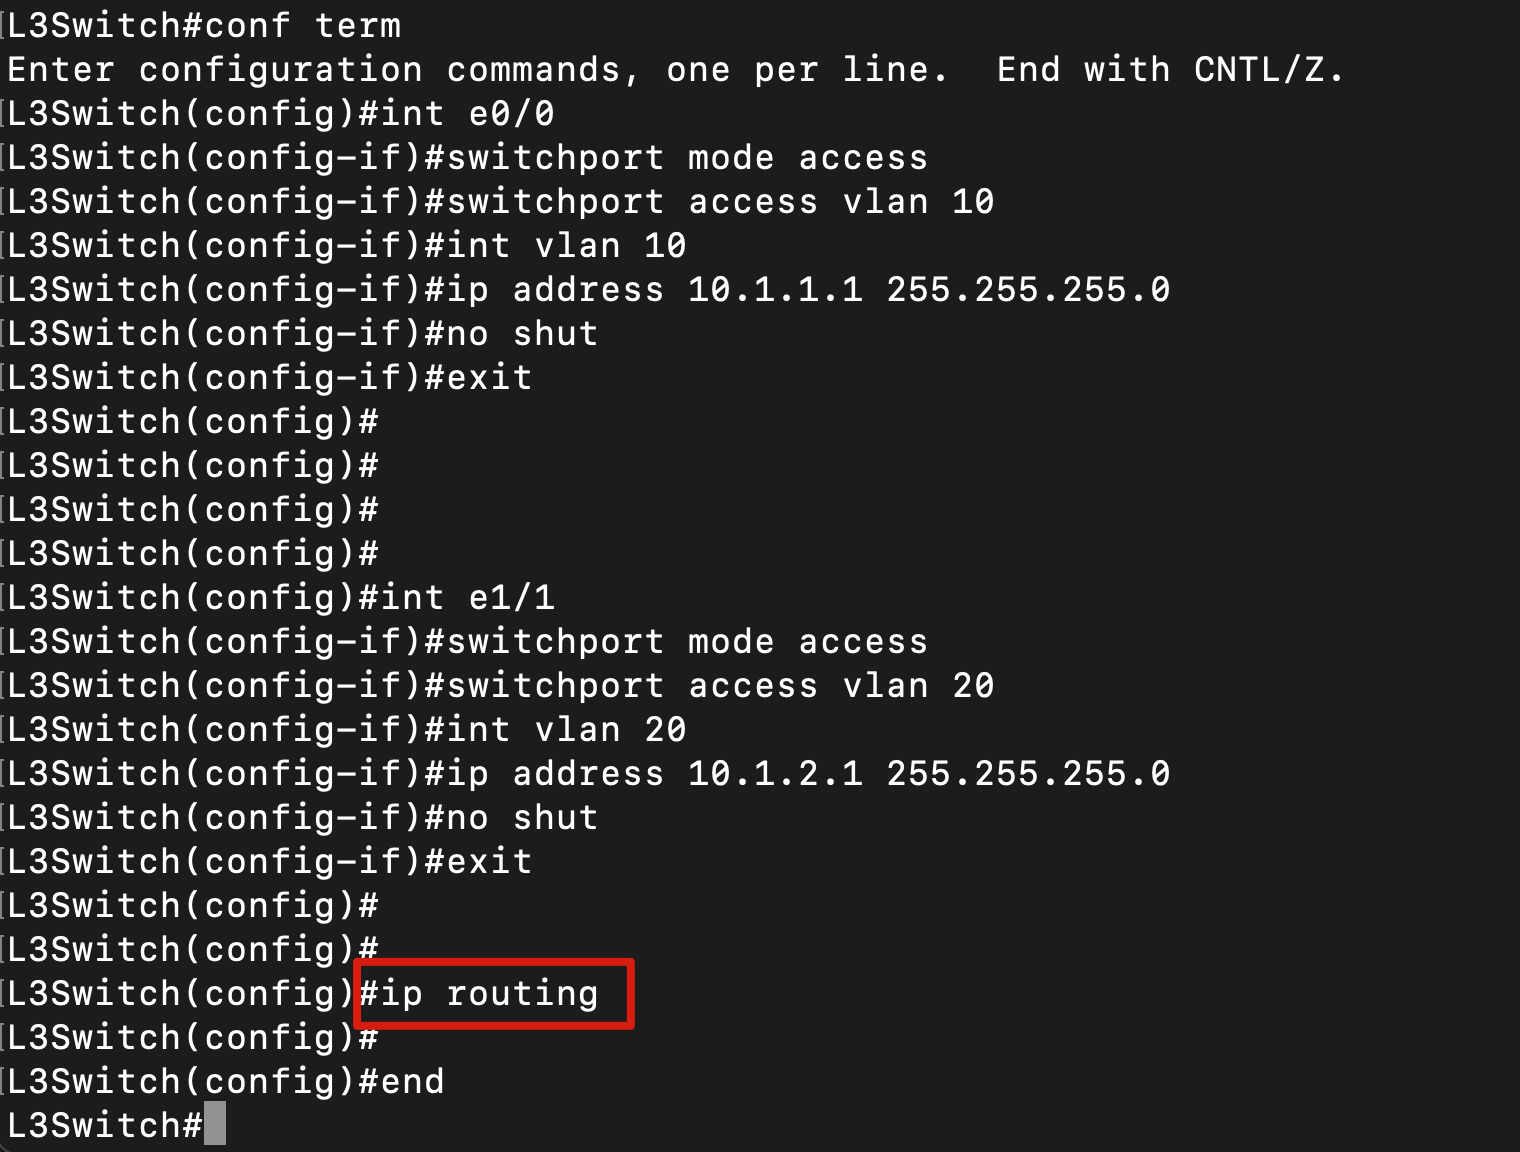 L3Switch#conf term
Enter configuration commands, one per line.  End with CNTL/Z.
L3Switch(config)#int e0/0
L3Switch(config-if)#switchport mode access
L3Switch(config-if)#switchport access vlan 10
L3Switch(config-if)#int vlan 10
L3Switch(config-if)#ip address 10.1.1.1 255.255.255.0
L3Switch(config-if)#no shut
L3Switch(config-if)#exit
L3Switch(config)#
L3Switch(config)#
L3Switch(config)#
L3Switch(config)#
L3Switch(config)#int e1/1
L3Switch(config-if)#switchport mode access
L3Switch(config-if)#switchport access vlan 20
L3Switch(config-if)#int vlan 20
L3Switch(config-if)#ip address 10.1.2.1 255.255.255.0
L3Switch(config-if)#no shut
L3Switch(config-if)#exit
L3Switch(config)#
L3Switch(config)#
L3Switch(config)#ip routing
L3Switch(config)#
L3Switch(config)#end
L3Switch#